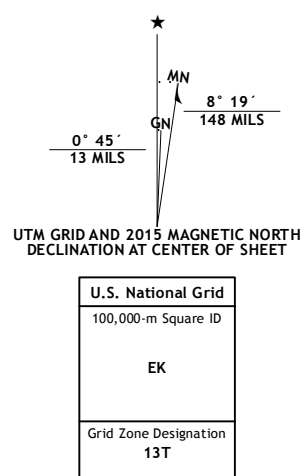 ★
MN
8° 19´
148 MILS
GN
0° 45´
13 MILS
UTM GRID AND 2015 MAGNETIC NORTH
DECLINATION AT CENTER OF SHEET
U.S. National Grid
100,000-m Square ID
EK
Grid Zone Designation
13T